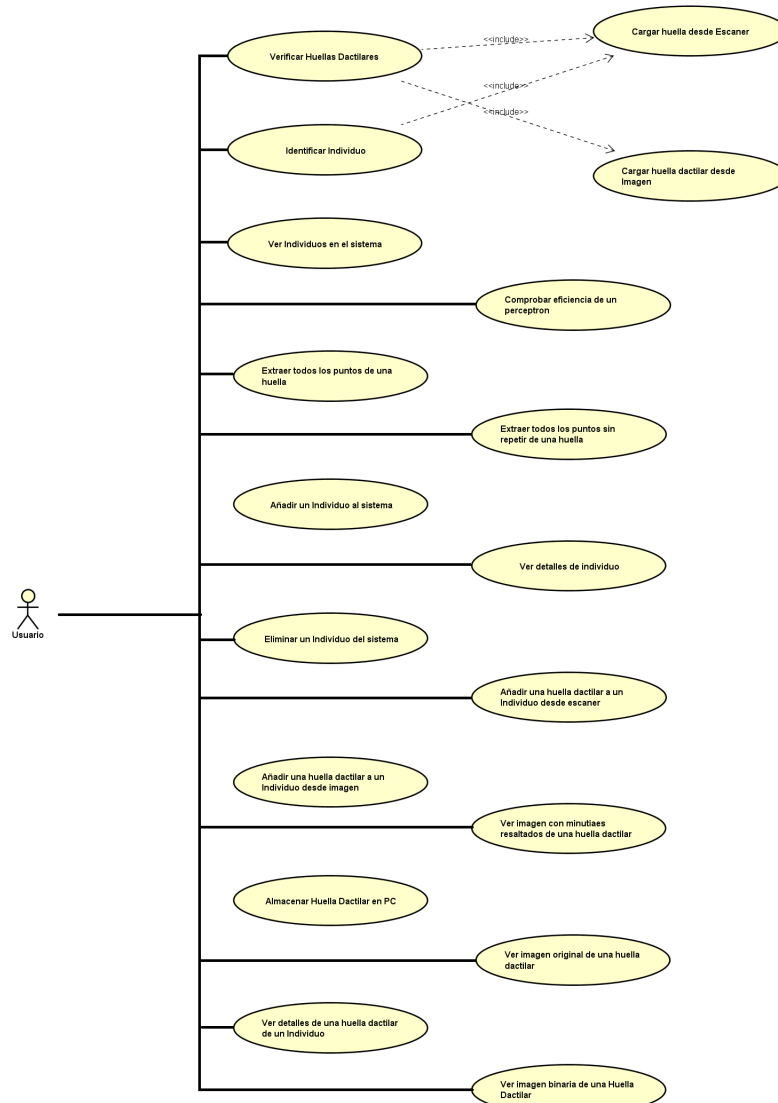 <<include>>
Cargar huella desde Escaner
Verificar Huellas Dactilares
<<include>>
<<include>>
Identificar Individuo
Cargar huella dactilar desde
Imagen
Ver Individuos en el sistema
Comprobar eficiencia de un
perceptron
Extraer todos los puntos de una
huella
Extraer todos los puntos sin
repetir de una huella
Añadir un Individuo al sistema
Ver detalles de individuo
Usuario
Eliminar un Individuo del sistema
Añadir una huella dactilar a un
Individuo desde escaner
Añadir una huella dactilar a un
Individuo desde imagen
Ver imagen con minutiaes
resaltados de una huella dactilar
Almacenar Huella Dactilar en PC
Ver imagen original de una huella
dactilar
Ver detalles de una huella dactilar
de un Individuo
Ver imagen binaria de una Huella
Dactilar